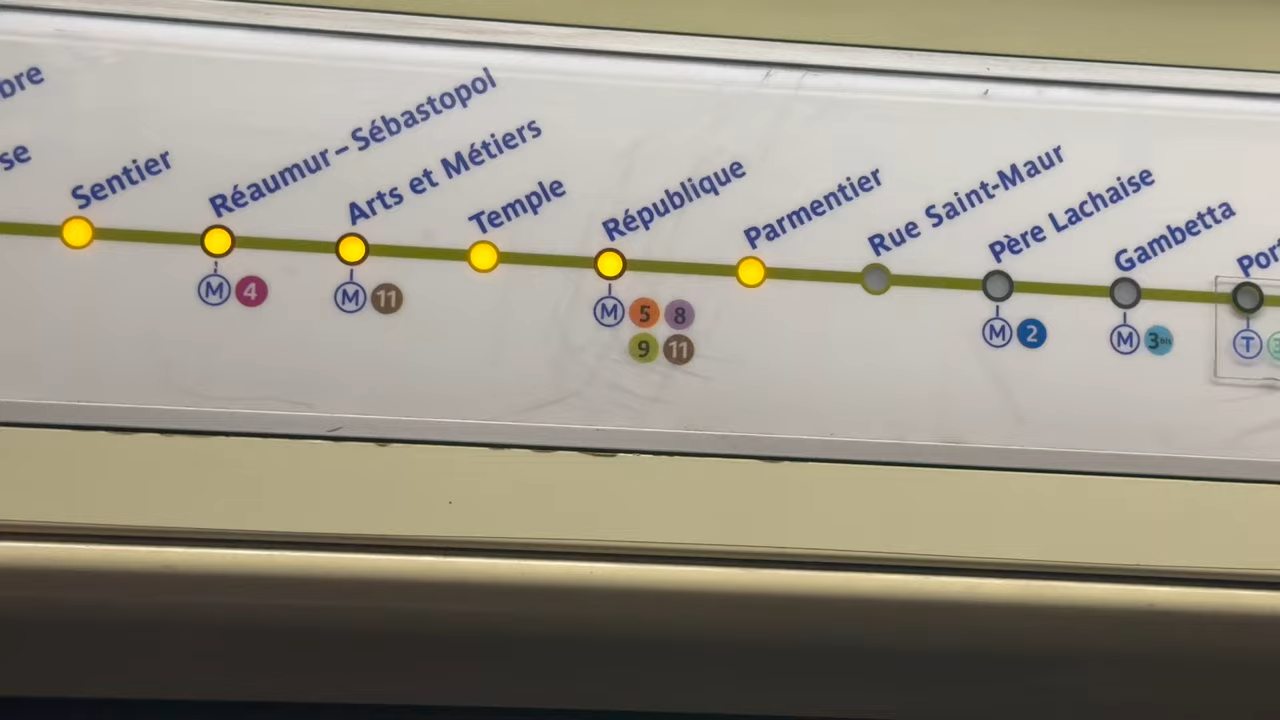 Sentier
Réaumur – Sébastopol
Arts et Métiers
Temple
République
Parmentier
Rue Saint-Maur
Père Lachaise
Gambetta
M 4
M 11
M 5 8
9 11
M 2
M 3bis
T